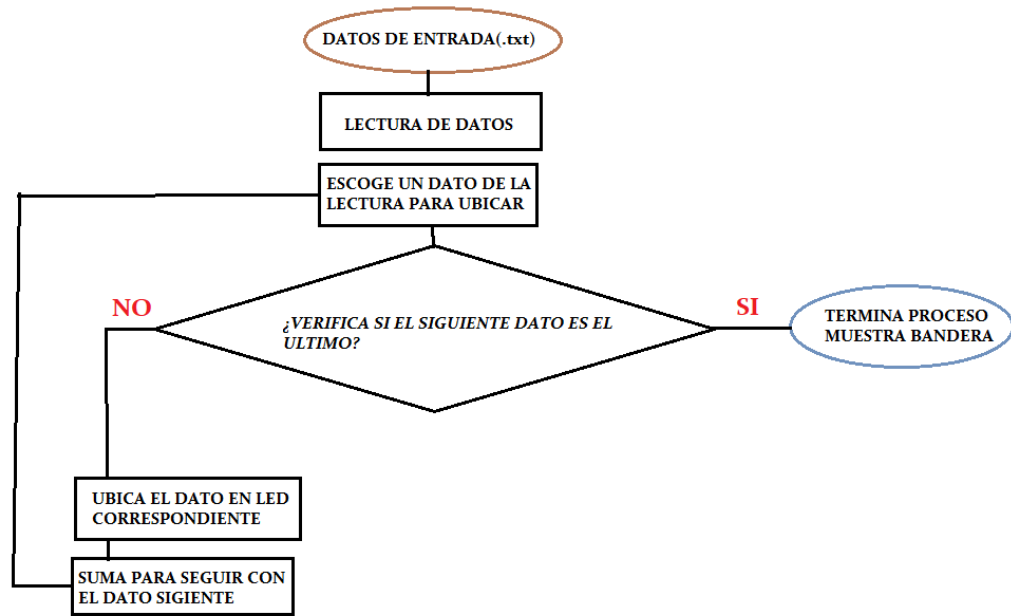 DATOS DE ENTRADA(.txt)
LECTURA DE DATOS
ESCOGE UN DATO DE LA
LECTURA PARA UBICAR
NO
¿VERIFICA SI EL SIGUIENTE DATO ES EL
ULTIMO?
SI
TERMINA PROCESO
MUESTRA BANDERA
UBICA EL DATO EN LED
CORRESPONDIENTE
SUMA PARA SEGUIR CON
EL DATO SIGIENTE